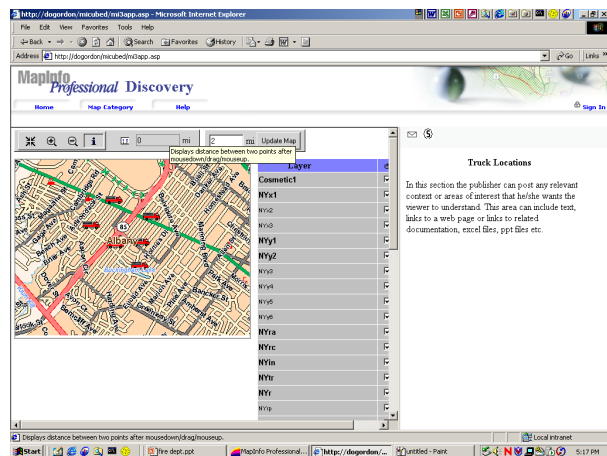 http://dogordon/micubed/mi3app.asp - Microsoft Internet Explorer
File Edit View Favorites Tools Help
Back Search Favorites History
Address http://dogordon/micubed/mi3app.asp Go Links »
MapInfo
Professional Discovery
Home Map Category Help Sign In
0 mi 2 mi Update Map
Displays distance between two points after
mousedown/drag/mouseup.
Layer
Cosmetic1
NYx1
NYx2
NYx3
NYy1
NYy2
NYy3
NYy4
NYy5
NYy6
NYra
NYrc
NYin
NYtr
NYr
NYrp
85
Albany
Truck Locations
In this section the publisher can post any relevant
context or areas of interest that he/she wants the
viewer to understand. This area can include text,
links to a web page or links to related
documentation, excel files, ppt files etc.
Displays distance between two points after mousedown/drag/mouseup.
Local intranet
Start fire dept.ppt MapInfo Professional... http://dogordon/... untitled - Paint 5:17 PM